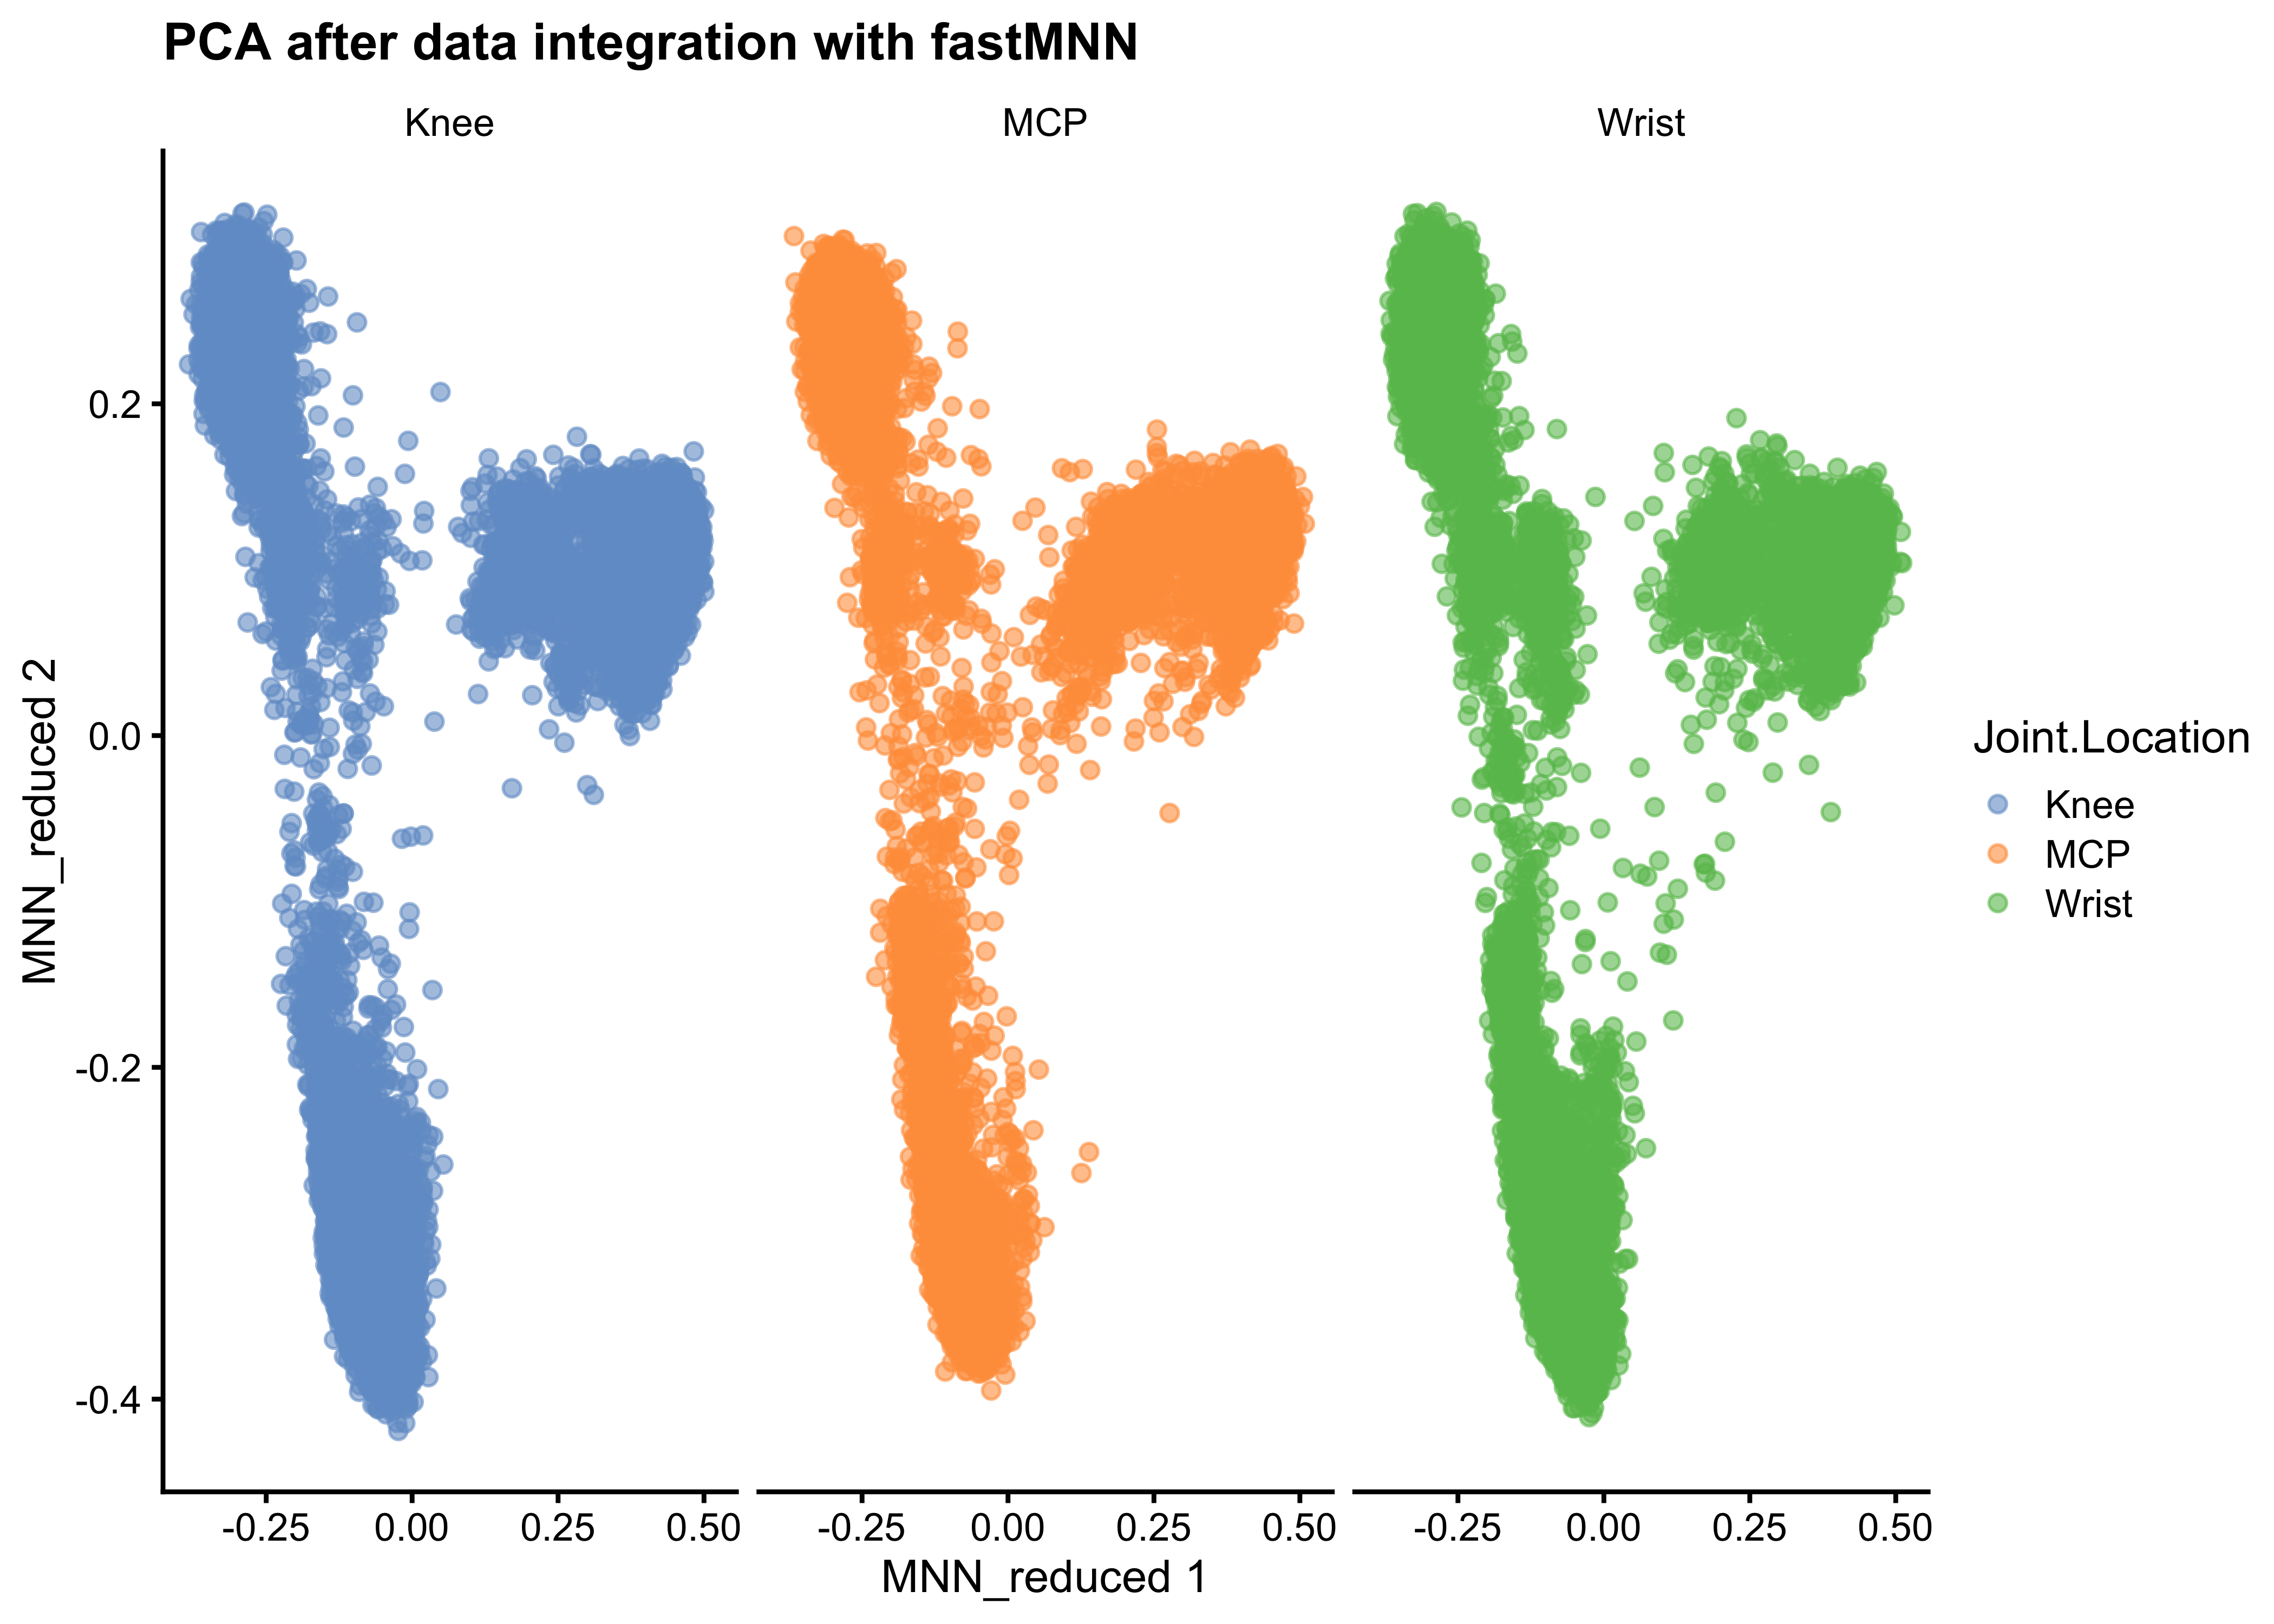 PCA after data integration with fastMNN
Knee
MCP
Wrist
MNN_reduced 2
0.2
0.0
-0.2
-0.4
-0.25 0.00 0.25 0.50
-0.25 0.00 0.25 0.50
-0.25 0.00 0.25 0.50
MNN_reduced 1
Joint.Location
Knee
MCP
Wrist